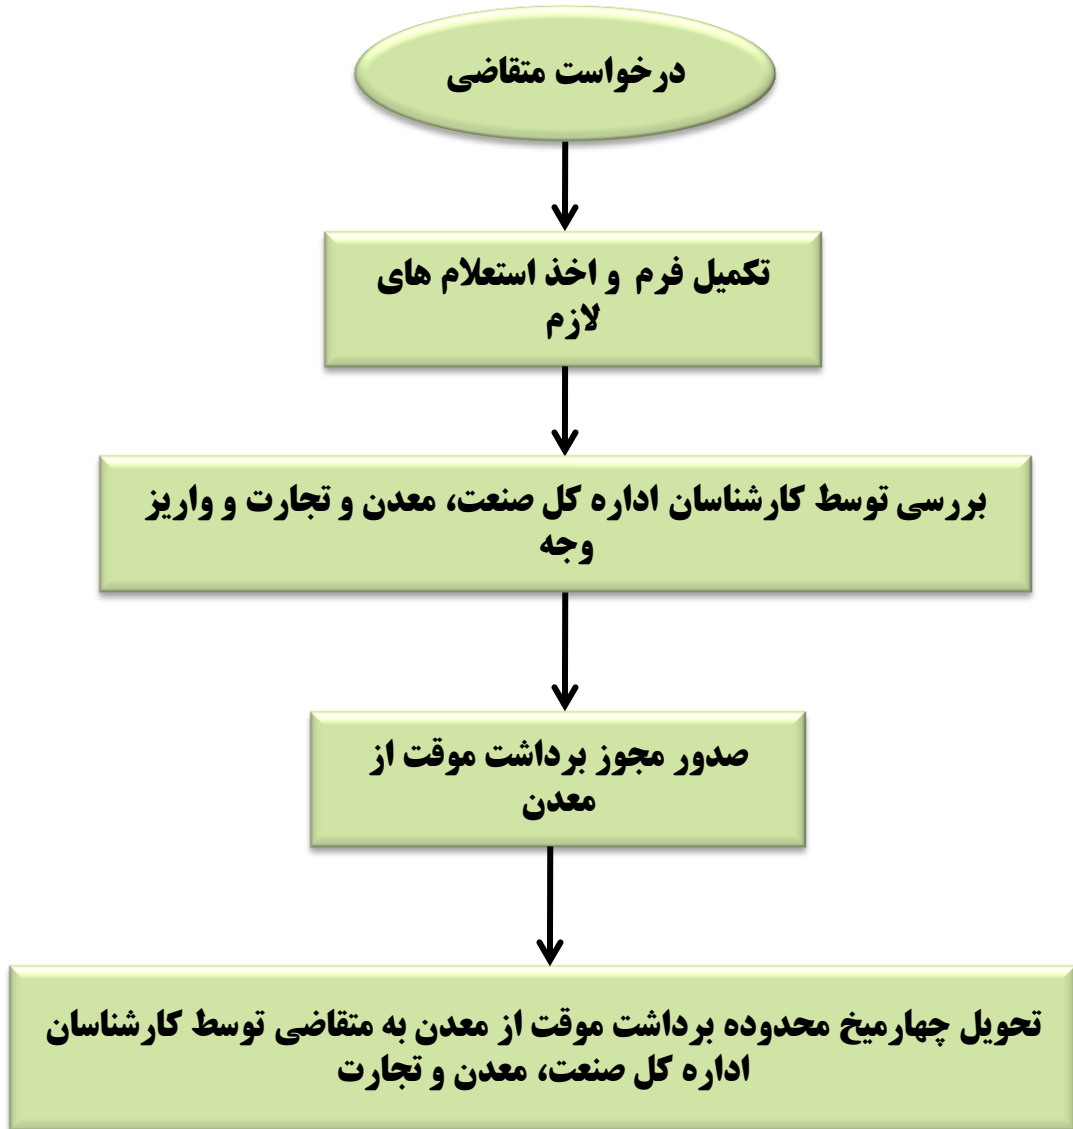 درخواست متقاضی
تکمیل فرم و اخذ استعلام های
لازم
بررسی توسط کارشناسان اداره کل صنعت، معدن و تجارت و واریز
وجه
صدور مجوز برداشت موقت از
معدن
تحویل چهارمیخ محدوده برداشت موقت از معدن به متقاضی توسط کارشناسان
اداره کل صنعت، معدن و تجارت